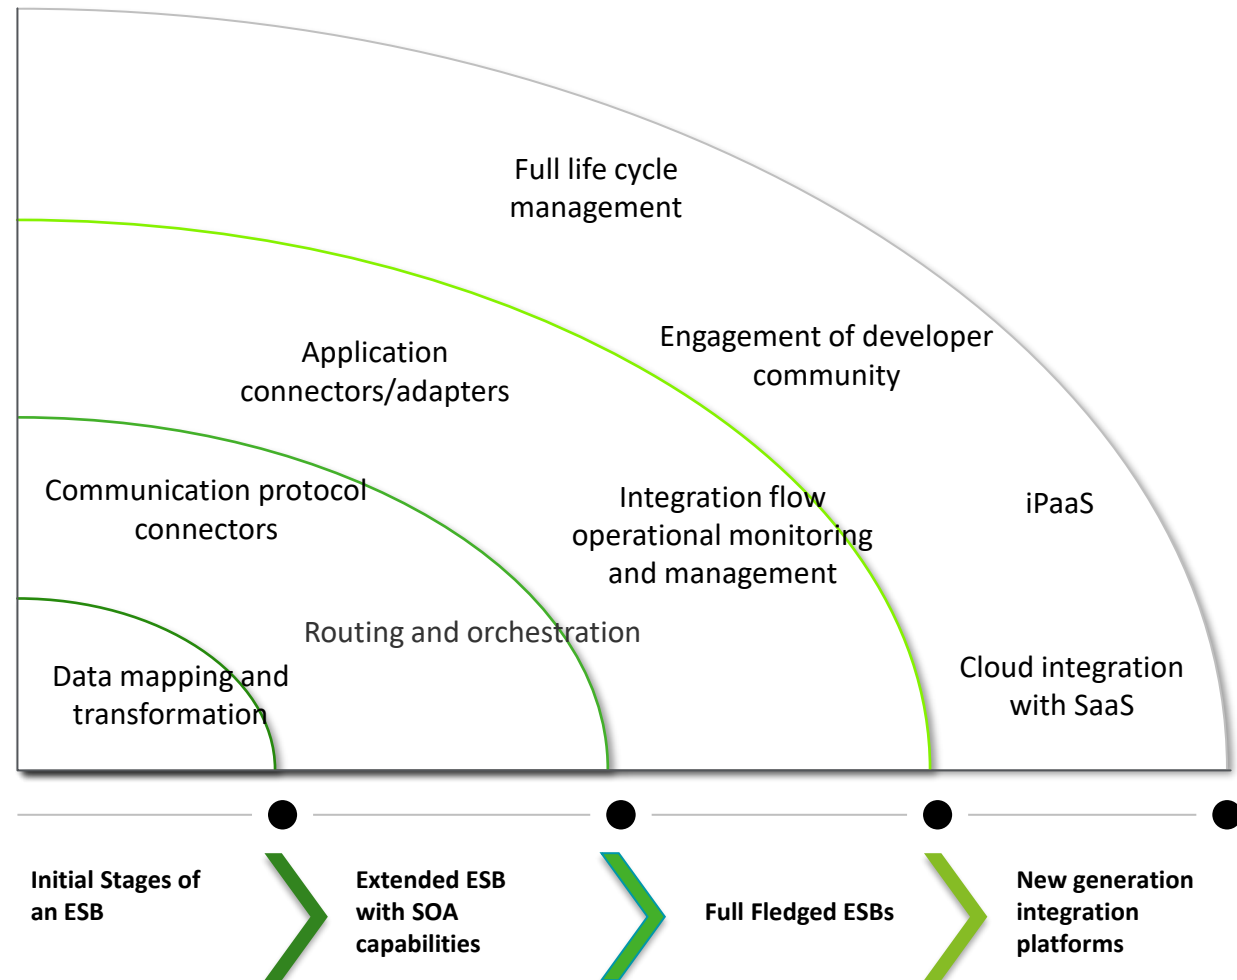 Full life cycle
management
Engagement of developer
community
Application
connectors/adapters
Communication protocol
connectors
Integration flow
operational monitoring
and management
iPaaS
Routing and orchestration
Data mapping and
transformation
Cloud integration
with SaaS
Initial Stages of
an ESB
Extended ESB
with SOA
capabilities
Full Fledged ESBs
New generation
integration
platforms